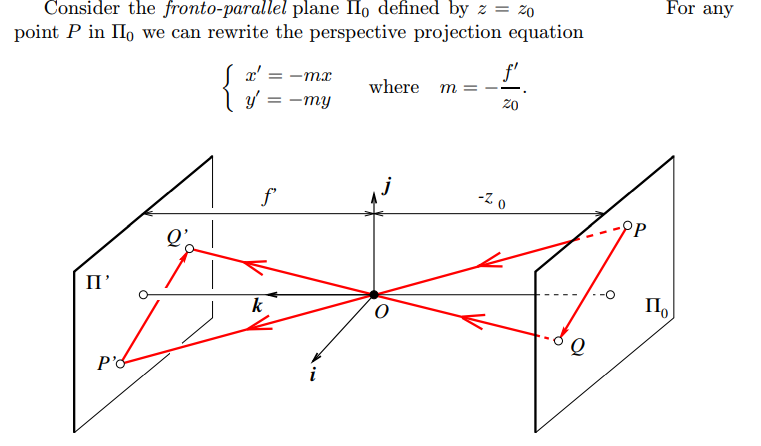 Consider the fronto-parallel plane Π₀ defined by z = z₀ For any
point P in Π₀ we can rewrite the perspective projection equation
{ x′ = −mx
y′ = −my where m = − f′/z₀.
f’ -z₀
j
Q’ P
Π’ k O Π₀
Q
P’ i